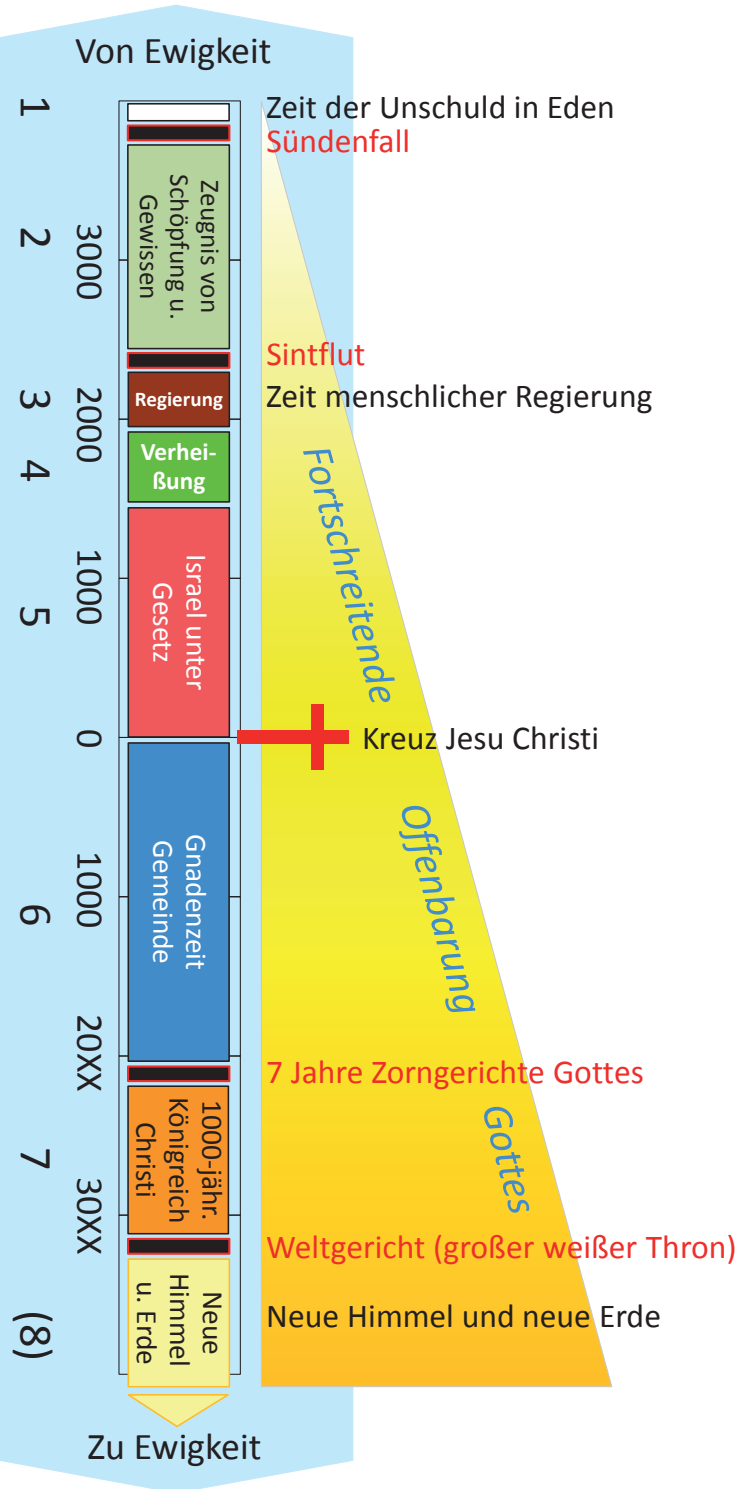 Von Ewigkeit
1
Zeit der Unschuld in Eden
Sündenfall
2
3000
Zeugnis von
Schöpfung u.
Gewissen
Sintflut
3
2000
Regierung
Zeit menschlicher Regierung
4
Verhei-
ßung
Fortschreitende
5
1000
Israel unter
Gesetz
0
Kreuz Jesu Christi
6
1000
Gnadenzeit
Gemeinde
Offenbarung
20XX
7 Jahre Zorngerichte Gottes
7
1000-jähr.
Königreich
Christi
Gottes
30XX
Weltgericht (großer weißer Thron)
(8)
Neue
Himmel
u. Erde
Neue Himmel und neue Erde
Zu Ewigkeit